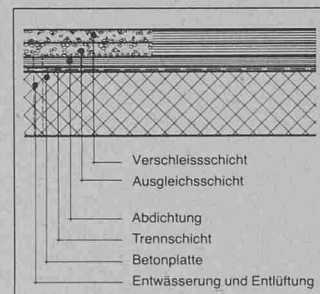 Verschleissschicht
Ausgleichsschicht
Abdichtung
Trennschicht
Betonplatte
Entwässerung und Entlüftung